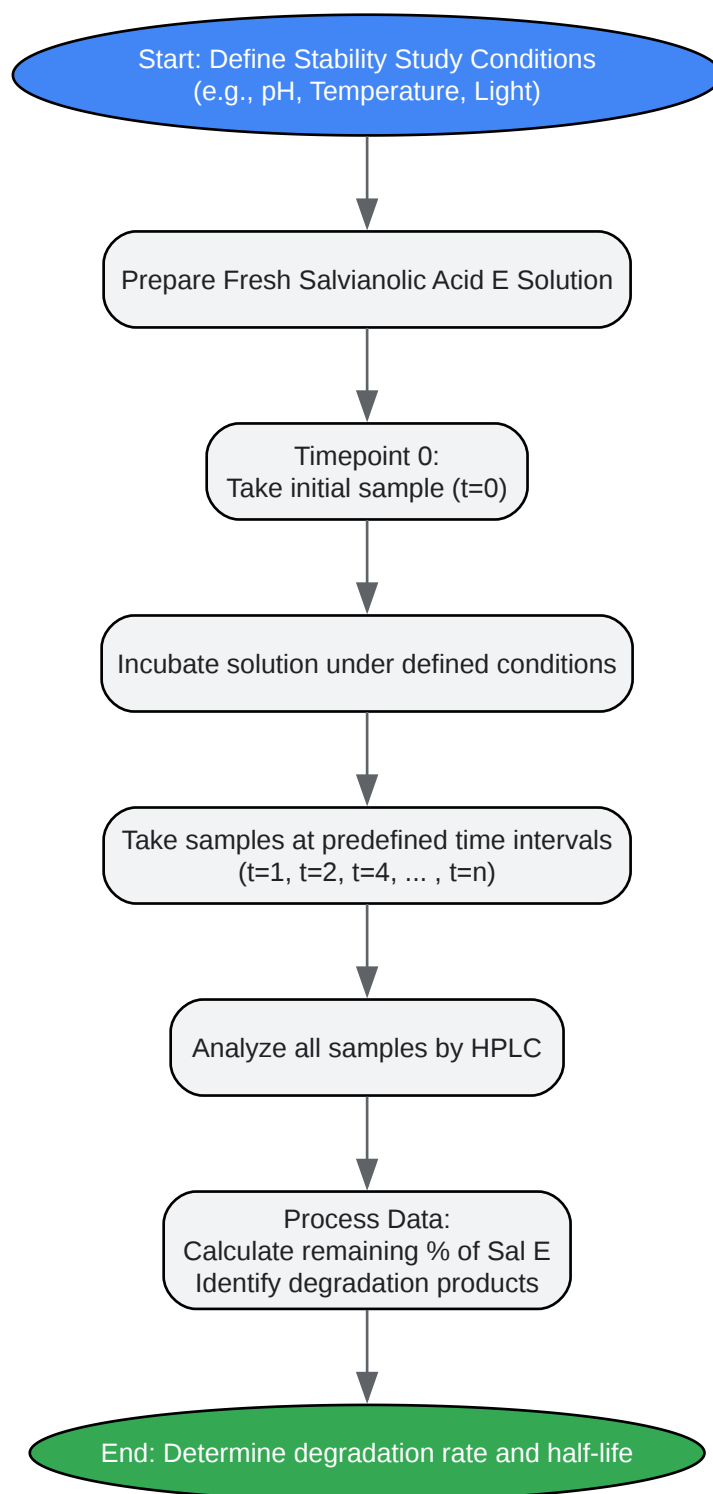 Start: Define Stability Study Conditions
(e.g., pH, Temperature, Light)
Prepare Fresh Salvianolic Acid E Solution
Timepoint 0:
Take initial sample (t=0)
Incubate solution under defined conditions
Take samples at predefined time intervals
(t=1, t=2, t=4, ... , t=n)
Analyze all samples by HPLC
Process Data:
Calculate remaining % of Sal E
Identify degradation products
End: Determine degradation rate and half-life